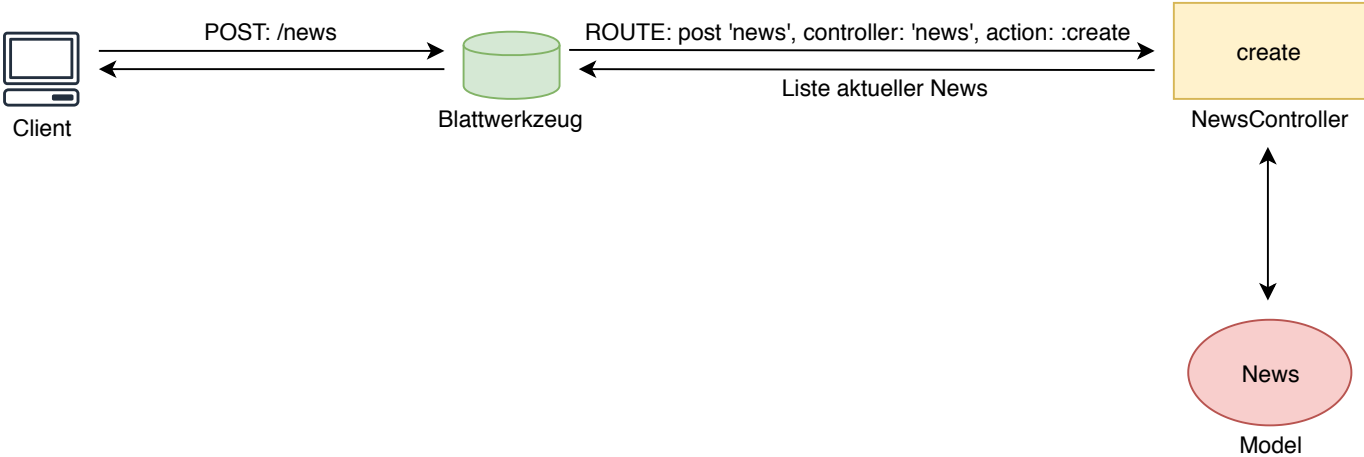 POST: /news
ROUTE: post 'news', controller: 'news', action: :create
create
Liste aktueller News
Client
Blattwerkzeug
NewsController
News
Model